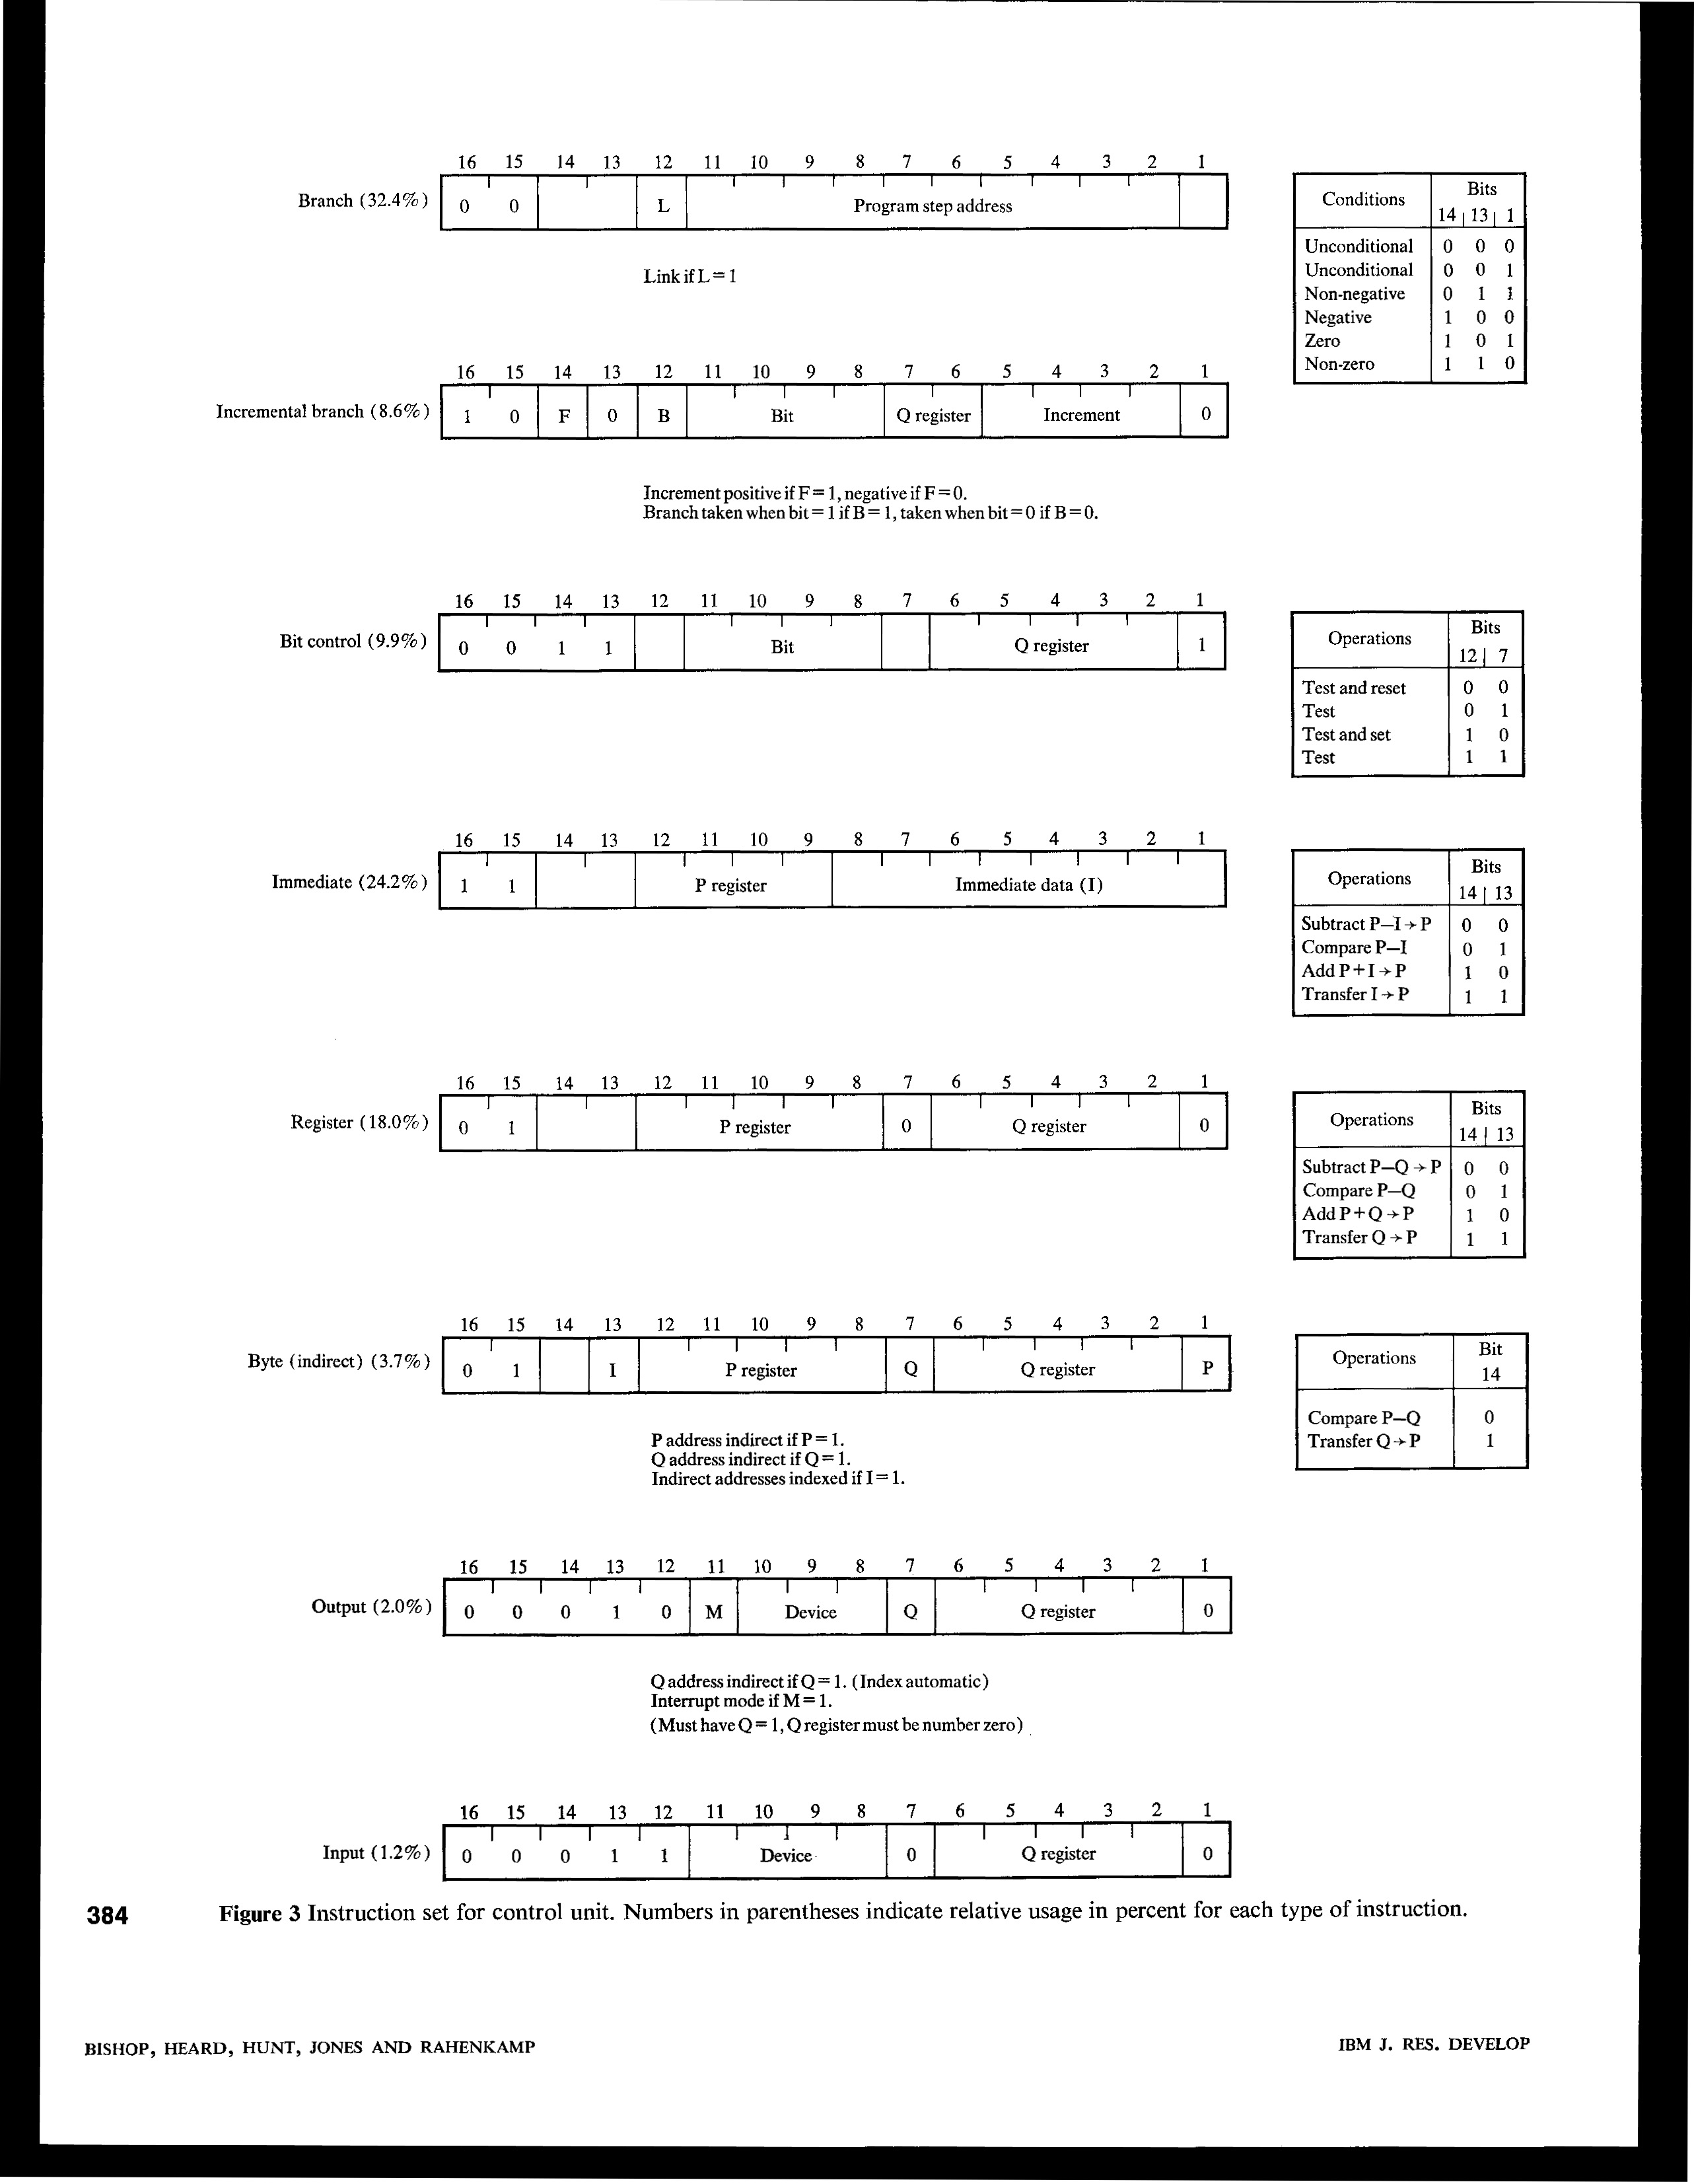 16 15 14 13 12 11 10 9 8 7 6 5 4 3 2 1
Branch (32.4%) 0 0 L Program step address
Link if L = 1
Conditions Bits
14 13 1
Unconditional 0 0 0
Unconditional 0 0 1
Non-negative 0 1 1
Negative 1 0 0
Zero 1 0 1
Non-zero 1 1 0
16 15 14 13 12 11 10 9 8 7 6 5 4 3 2 1
Incremental branch (8.6%) 1 0 F 0 B Bit Q register Increment 0
Increment positive if F = 1, negative if F = 0.
Branch taken when bit = 1 if B = 1, taken when bit = 0 if B = 0.
16 15 14 13 12 11 10 9 8 7 6 5 4 3 2 1
Bit control (9.9%) 0 0 1 1 Bit Q register 1
Operations Bits
12 7
Test and reset 0 0
Test 0 1
Test and set 1 0
Test 1 1
16 15 14 13 12 11 10 9 8 7 6 5 4 3 2 1
Immediate (24.2%) 1 1 P register Immediate data (I)
Operations Bits
14 13
Subtract P–I → P 0 0
Compare P–I 0 1
Add P + I → P 1 0
Transfer I → P 1 1
16 15 14 13 12 11 10 9 8 7 6 5 4 3 2 1
Register (18.0%) 0 1 P register 0 Q register 0
Operations Bits
14 13
Subtract P–Q → P 0 0
Compare P–Q 0 1
Add P + Q → P 1 0
Transfer Q → P 1 1
16 15 14 13 12 11 10 9 8 7 6 5 4 3 2 1
Byte (indirect) (3.7%) 0 1 I P register Q Q register P
P address indirect if P = 1.
Q address indirect if Q = 1.
Indirect addresses indexed if I = 1.
Operations Bit
14
Compare P–Q 0
Transfer Q → P 1
16 15 14 13 12 11 10 9 8 7 6 5 4 3 2 1
Output (2.0%) 0 0 0 1 0 M Device Q Q register 0
Q address indirect if Q = 1. (Index automatic)
Interrupt mode if M = 1.
(Must have Q = 1, Q register must be number zero)
16 15 14 13 12 11 10 9 8 7 6 5 4 3 2 1
Input (1.2%) 0 0 0 1 1 Device 0 Q register 0
384 Figure 3 Instruction set for control unit. Numbers in parentheses indicate relative usage in percent for each type of instruction.
BISHOP, HEARD, HUNT, JONES AND RAHENKAMP IBM J. RES. DEVELOP